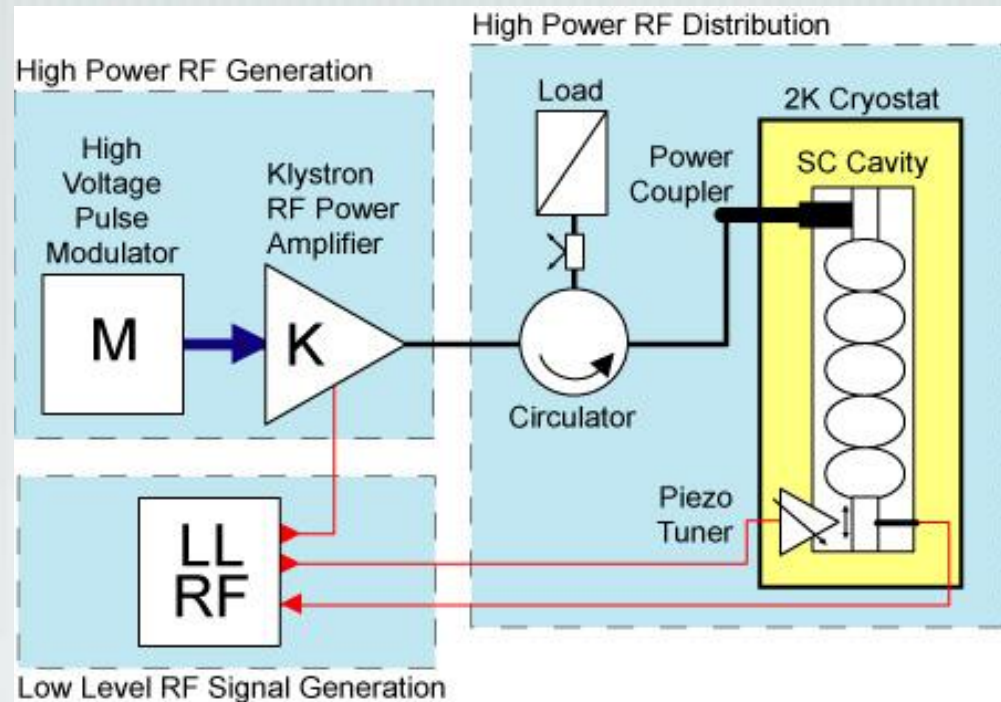 High Power RF Distribution
High Power RF Generation
High
Voltage
Pulse
Modulator
M
Klystron
RF Power
Amplifier
K
Load
Circulator
Power
Coupler
2K Cryostat
SC Cavity
Piezo
Tuner
LL
RF
Low Level RF Signal Generation